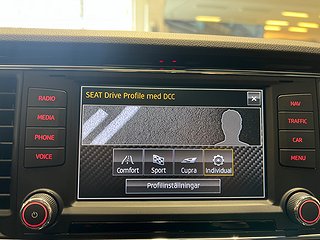 SEAT Drive Profile med DCC
RADIO
MEDIA
PHONE
VOICE
NAV
TRAFFIC
CAR
MENU
Comfort
Sport
Cupra
Individual
Profilinställningar